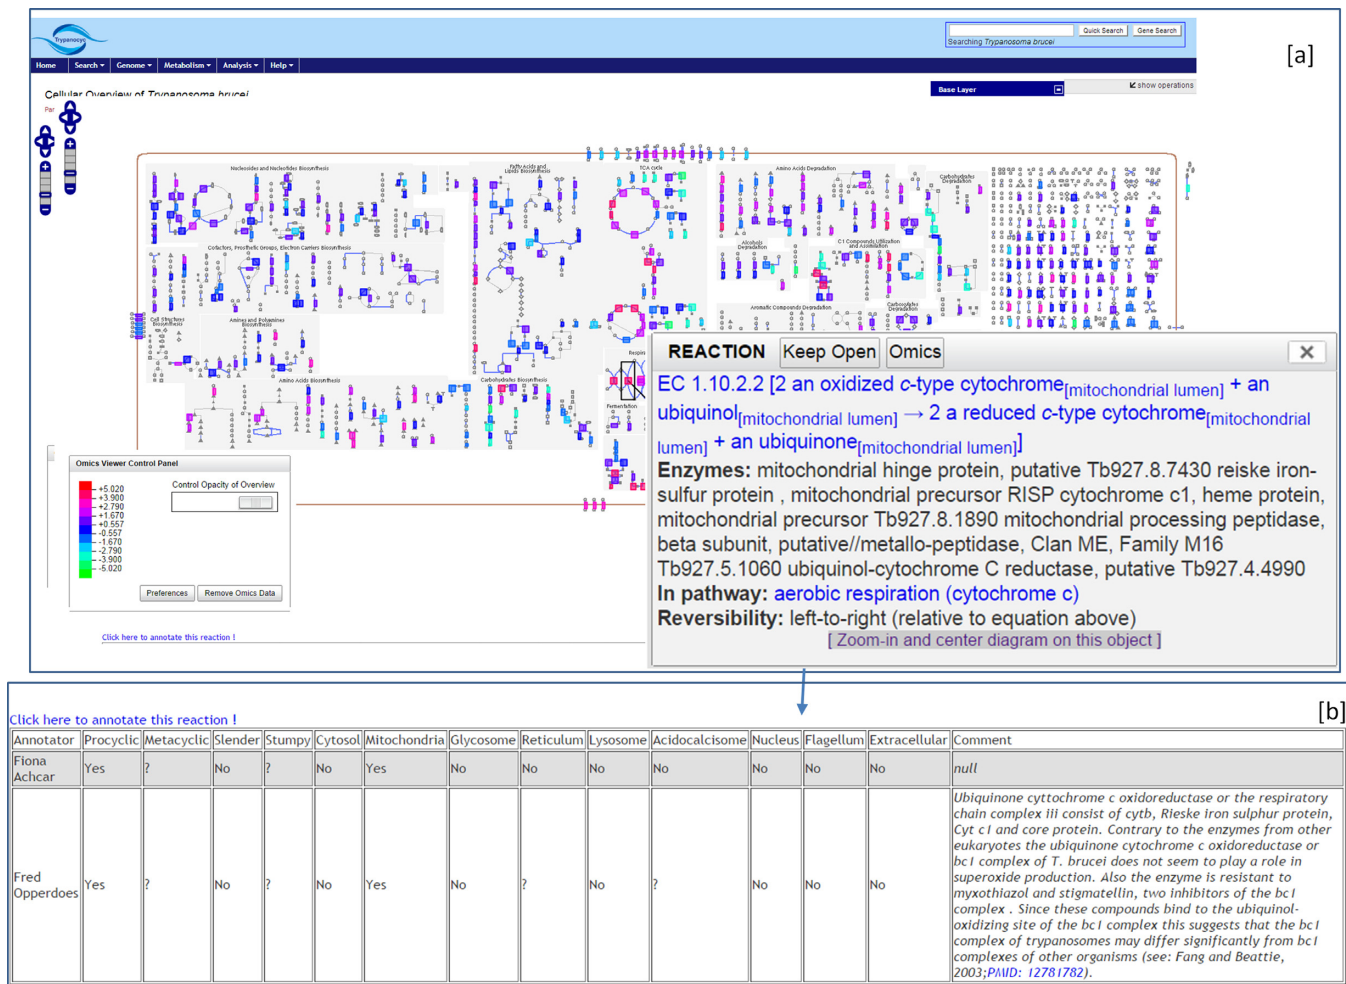 Trypanocyc
Quick Search
Gene Search
Searching Trypanosoma brucei
[a]
Home
Search
Genome
Metabolism
Analysis
Help
Cellular Overview of Trypanosoma brucei
Base Layer
show operations
Par
Nucleosides and Nucleotides Biosynthesis
Fatty Acids and
Lipids Biosynthesis
TCA cycle
Amino Acids Degradation
Carbohydrates
Degradation
Cofactors, Prosthetic Groups, Electron Carriers Biosynthesis
Alcohols
Degradation
C1 Compounds Utilization
and Assimilation
Aromatic Compounds Degradation
Carboxylates
Degradation
Cell Structures
Biosynthesis
Amines and Polyamines
Biosynthesis
Respir
Amino Acids Biosynthesis
Carbohydrates Biosynthesis
Fermentation
Omics Viewer Control Panel
Control Opacity of Overview
+5.020
+3.900
+2.790
+1.670
+0.557
-0.557
-1.670
-2.790
-3.900
-5.020
Preferences
Remove Omics Data
Click here to annotate this reaction !
REACTION Keep Open Omics
EC 1.10.2.2 [2 an oxidized c-type cytochrome[mitochondrial lumen] + an
ubiquinol[mitochondrial lumen] → 2 a reduced c-type cytochrome[mitochondrial
lumen] + an ubiquinone[mitochondrial lumen]]
Enzymes: mitochondrial hinge protein, putative Tb927.8.7430 reiske iron-
sulfur protein , mitochondrial precursor RISP cytochrome c1, heme protein,
mitochondrial precursor Tb927.8.1890 mitochondrial processing peptidase,
beta subunit, putative//metallo-peptidase, Clan ME, Family M16
Tb927.5.1060 ubiquinol-cytochrome C reductase, putative Tb927.4.4990
In pathway: aerobic respiration (cytochrome c)
Reversibility: left-to-right (relative to equation above)
[ Zoom-in and center diagram on this object ]
[b]
Click here to annotate this reaction !
Annotator Procyclic Metacyclic Slender Stumpy Cytosol Mitochondria Glycosome Reticulum Lysosome Acidocalcisome Nucleus Flagellum Extracellular Comment
Fiona
Achcar Yes ? No ? No Yes No No No No No No No null
Fred
Opperdoes Yes ? No ? No Yes No ? No ? No No No
Ubiquinone cyttochrome c oxidoreductase or the respiratory
chain complex iii consist of cytb, Rieske iron sulphur protein,
Cyt c1 and core protein. Contrary to the enzymes from other
eukaryotes the ubiquinone cytochrome c oxidoreductase or
bc1 complex of T. brucei does not seem to play a role in
superoxide production. Also the enzyme is resistant to
myxothiazol and stigmatellin, two inhibitors of the bc1
complex . Since these compounds bind to the ubiquinol-
oxidizing site of the bc1 complex this suggests that the bc1
complex of trypanosomes may differ significantly from bc1
complexes of other organisms (see: Fang and Beattie,
2003;PMID: 12781782).